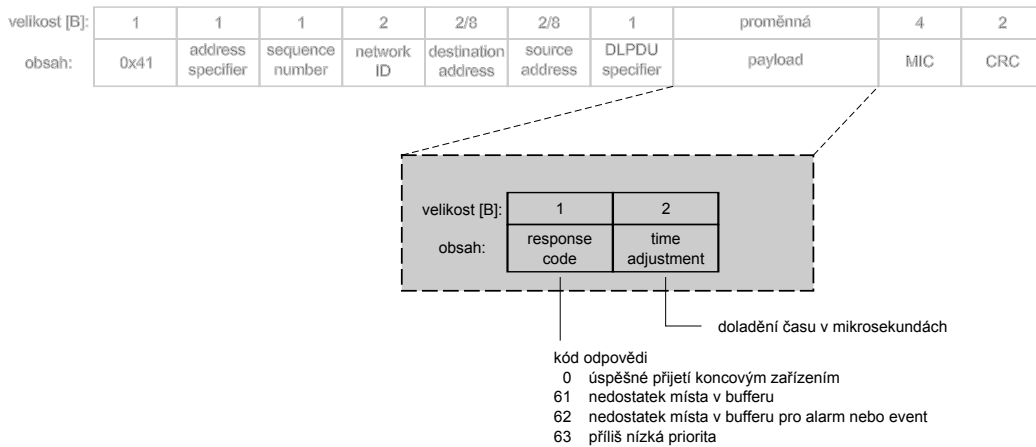 velikost [B]: 1 1 1 2 2/8 2/8 1 proměnná 4 2
obsah: 0x41 address specifier sequence number network ID destination address source address DLPDU specifier payload MIC CRC
velikost [B]: 1 2
obsah: response code time adjustment
doladění času v mikrosekundách
kód odpovědi
0 úspěšné přijetí koncovým zařízením
61 nedostatek místa v bufferu
62 nedostatek místa v bufferu pro alarm nebo event
63 příliš nízká priorita